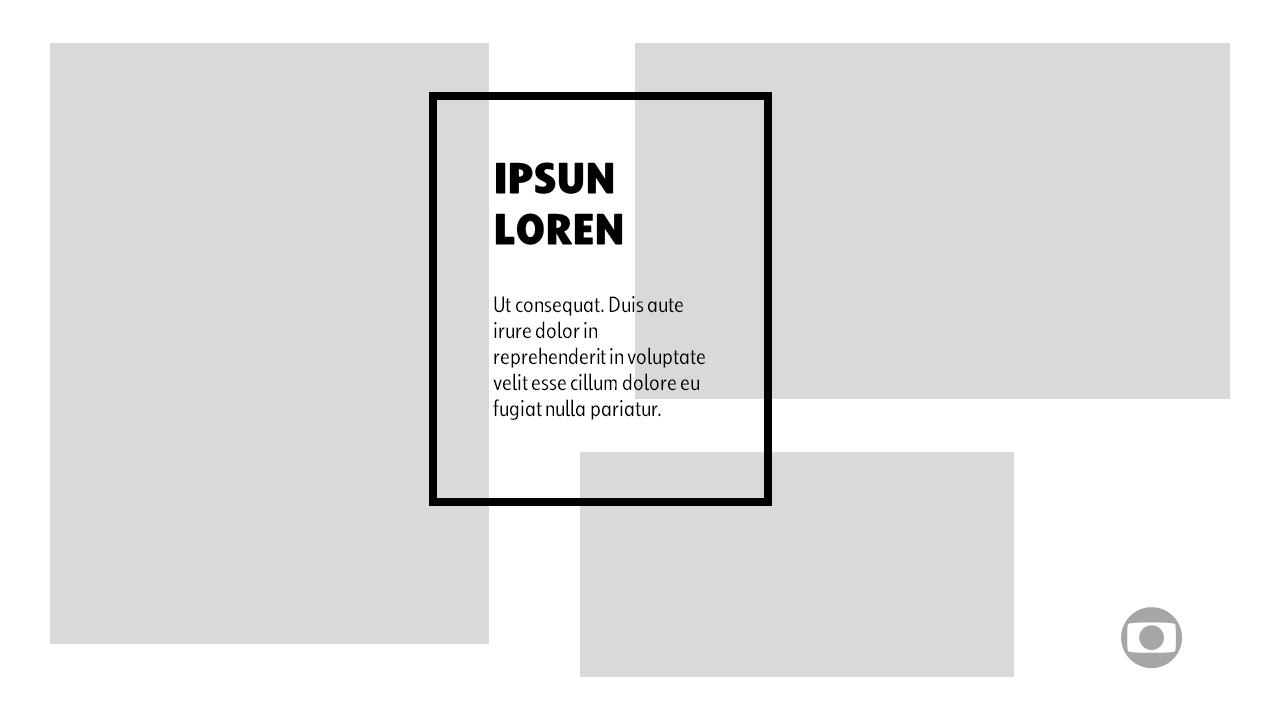 IPSUN
LOREN
Ut consequat. Duis aute
irure dolor in
reprehenderit in voluptate
velit esse cillum dolore eu
fugiat nulla pariatur.